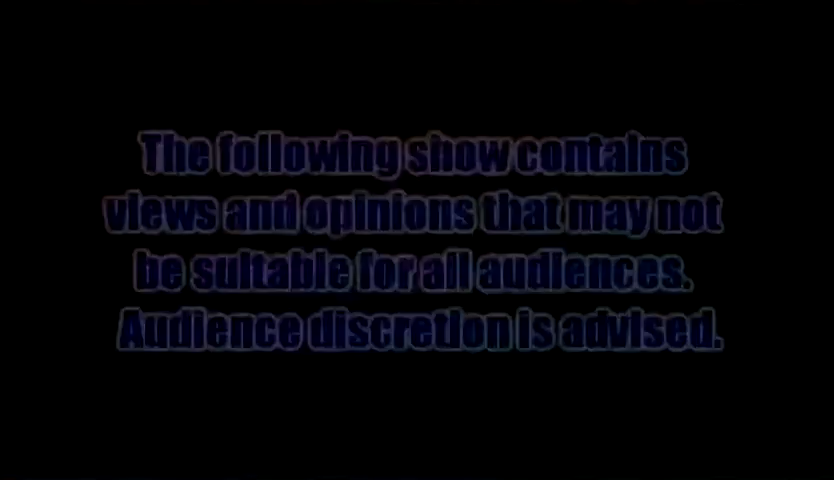 The following show contains
views and opinions that may not
be suitable for all audiences.
Audience discretion is advised.